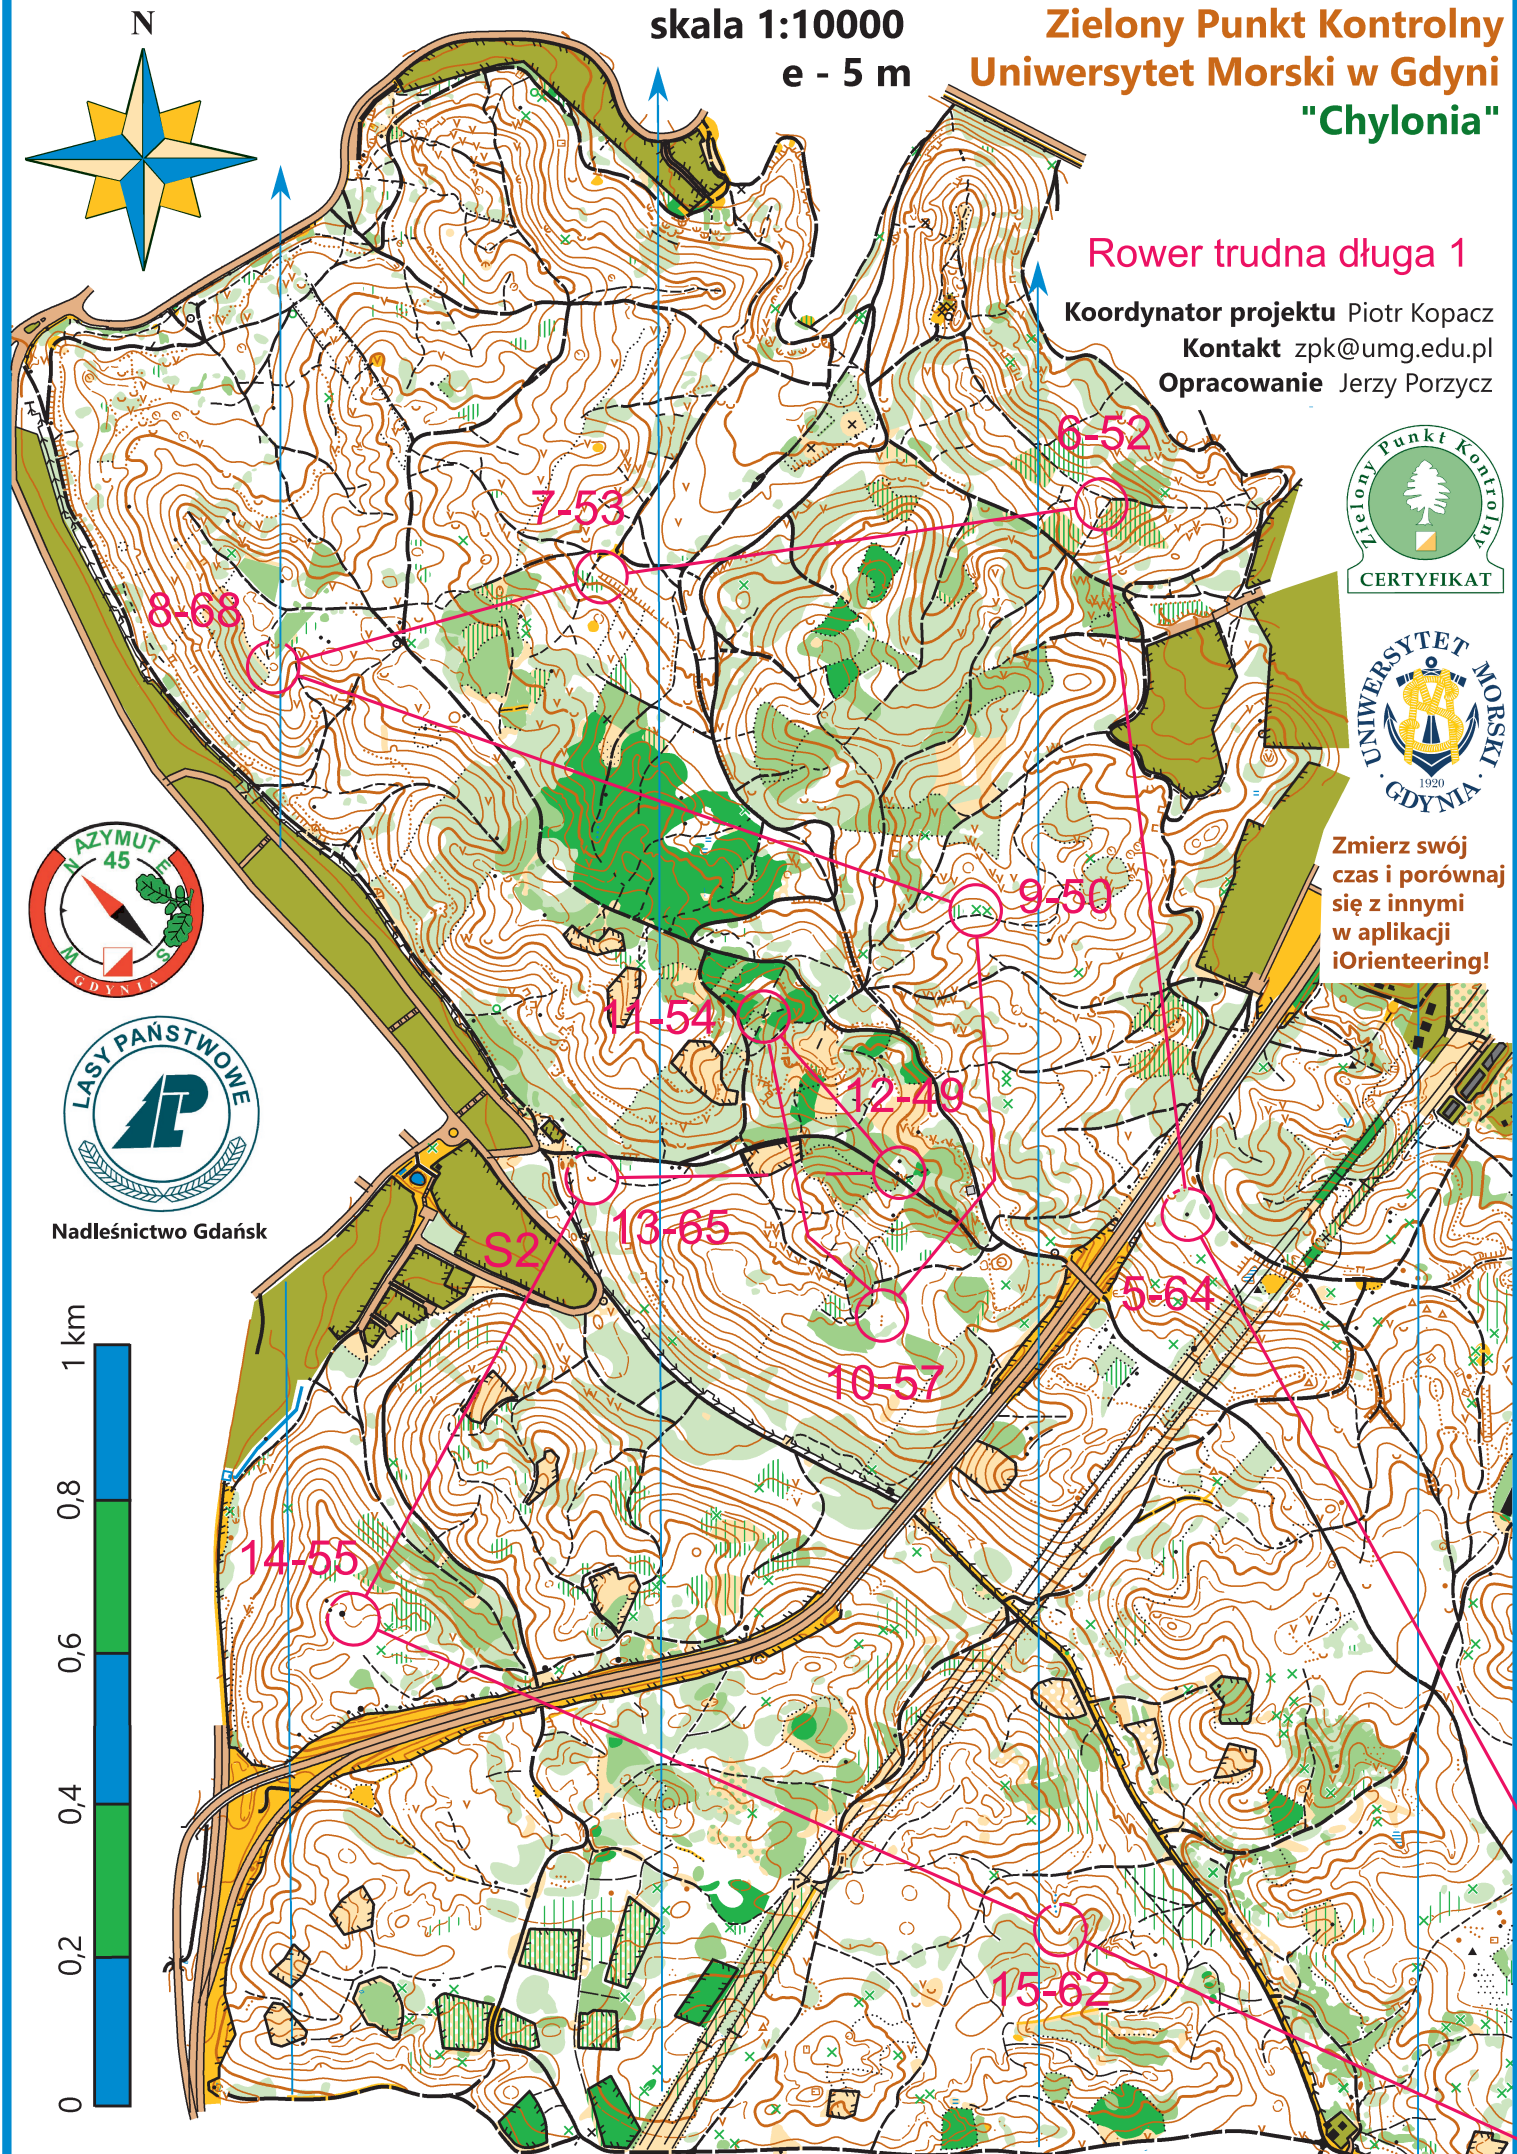 N
skala 1:10000
e - 5 m
Zielony Punkt Kontrolny
Uniwersytet Morski w Gdyni
"Chylonia"
Rower trudna długa 1
Koordynator projektu Piotr Kopacz
Kontakt zpk@umg.edu.pl
Opracowanie Jerzy Porzycz
Zielony Punkt Kontrolny
CERTYFIKAT
UNIWERSYTET MORSKI
1920
GDYNIA
Zmierz swój
czas i porównaj
się z innymi
w aplikacji
iOrienteering!
6-52
7-53
8-68
9-50
11-54
12-49
13-65
S2
5-64
10-57
14-55
15-62
AZYMUT
45
N E
W S
GDYNIA
LASY PAŃSTWOWE
LP
Nadleśnictwo Gdańsk
1 km
0,8
0,6
0,4
0,2
0